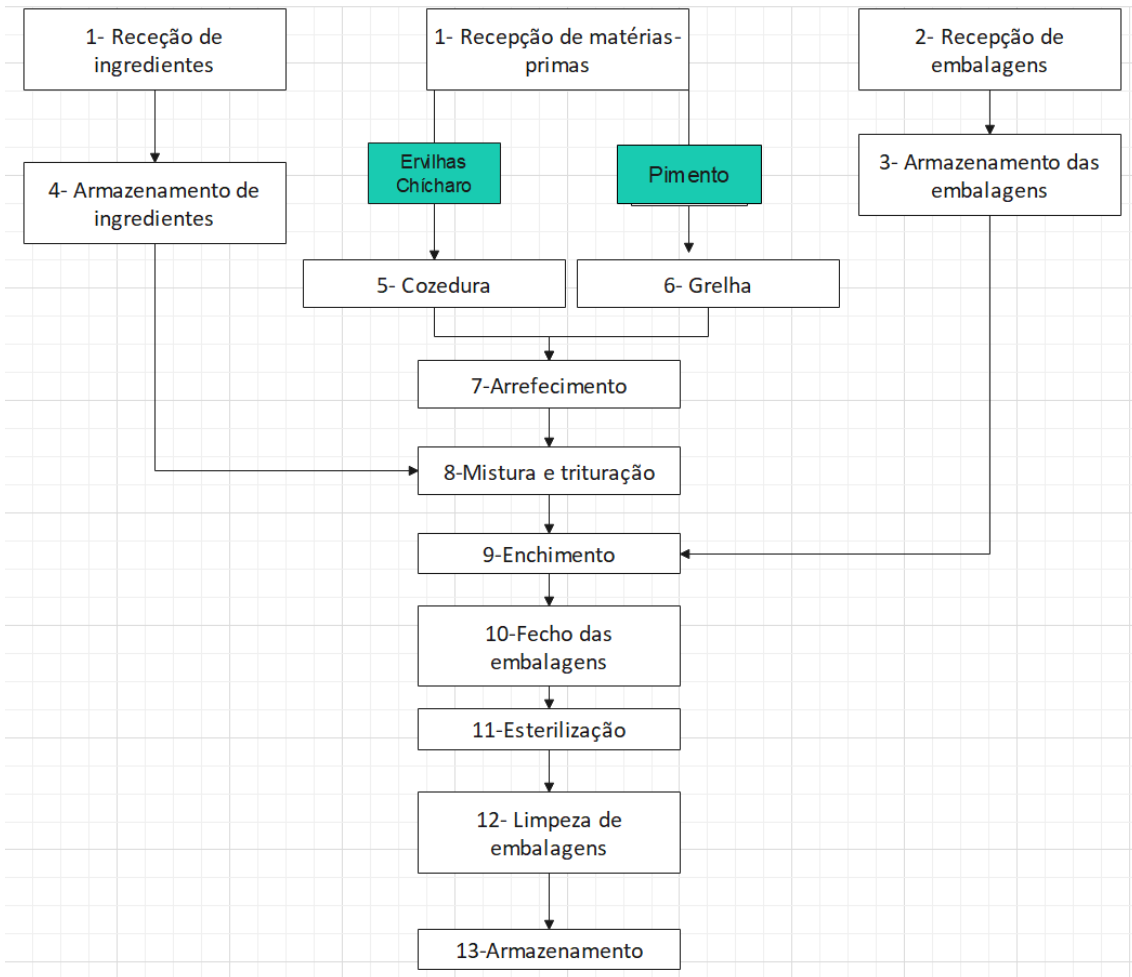 1- Receção de
ingredientes
1- Recepção de matérias-
primas
2- Recepção de
embalagens
Ervilhas
Chícharo
Pimento
3- Armazenamento das
embalagens
4- Armazenamento de
ingredientes
5- Cozedura
6- Grelha
7-Arrefecimento
8-Mistura e trituração
9-Enchimento
10-Fecho das
embalagens
11-Esterilização
12- Limpeza de
embalagens
13-Armazenamento